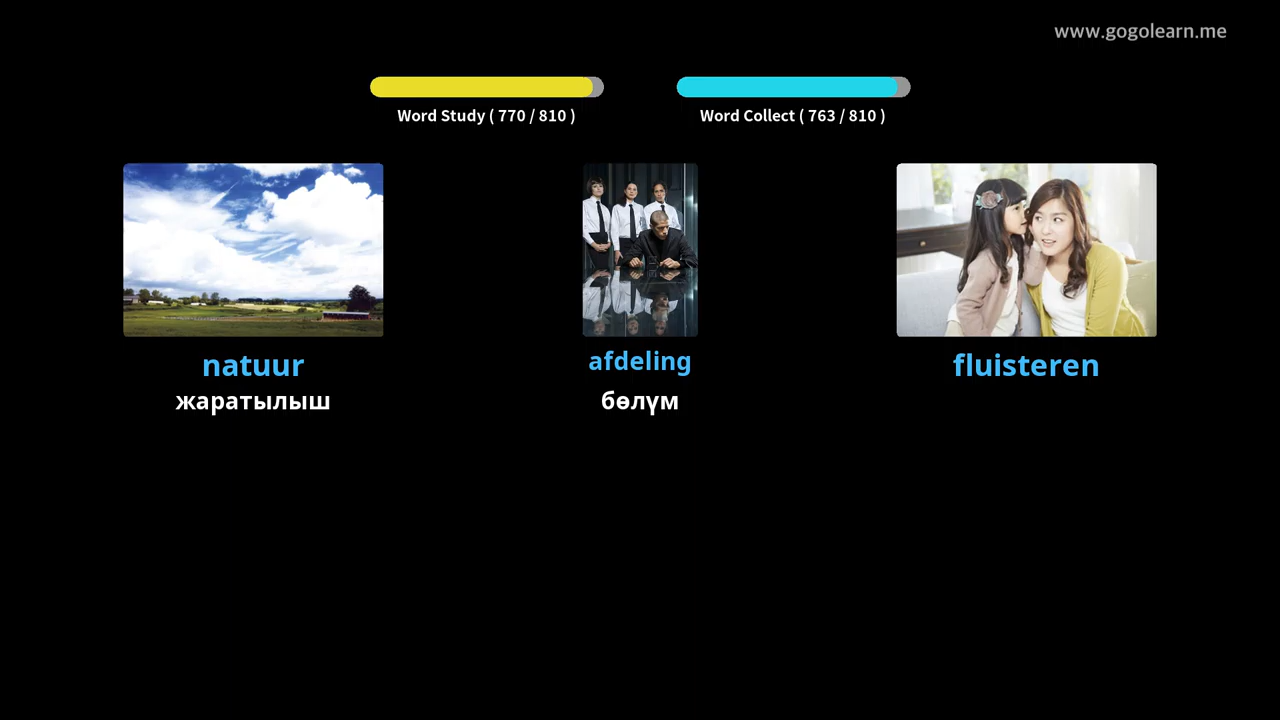 www.gogolearn.me
Word Study ( 770 / 810 )
Word Collect ( 763 / 810 )
natuur
afdeling
fluisteren
жаратылыш
бөлүм